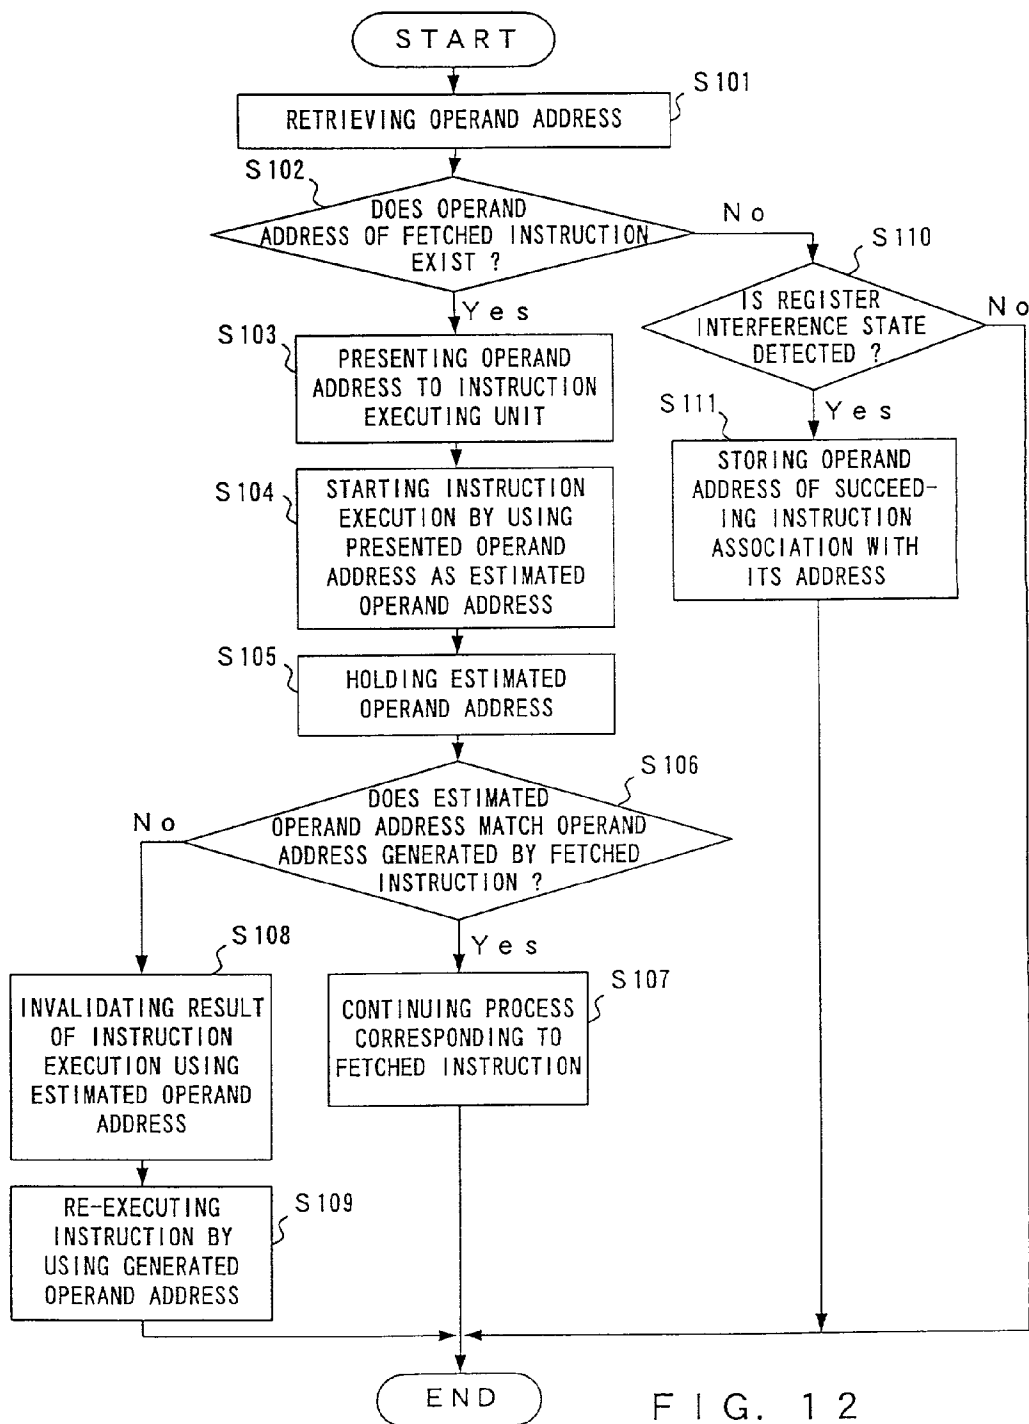 START
S101
RETRIEVING OPERAND ADDRESS
S102
DOES OPERAND
ADDRESS OF FETCHED INSTRUCTION
EXIST ?
No
Yes
S110
IS REGISTER
INTERFERENCE STATE
DETECTED ?
No
Yes
S103
PRESENTING OPERAND
ADDRESS TO INSTRUCTION
EXECUTING UNIT
S111
STORING OPERAND
ADDRESS OF SUCCEED-
ING INSTRUCTION
ASSOCIATION WITH
ITS ADDRESS
S104
STARTING INSTRUCTION
EXECUTION BY USING
PRESENTED OPERAND
ADDRESS AS ESTIMATED
OPERAND ADDRESS
S105
HOLDING ESTIMATED
OPERAND ADDRESS
S106
DOES ESTIMATED
OPERAND ADDRESS MATCH OPERAND
ADDRESS GENERATED BY FETCHED
INSTRUCTION ?
No
Yes
S108
INVALIDATING RESULT
OF INSTRUCTION
EXECUTION USING
ESTIMATED OPERAND
ADDRESS
S107
CONTINUING PROCESS
CORRESPONDING TO
FETCHED INSTRUCTION
S109
RE-EXECUTING
INSTRUCTION BY
USING GENERATED
OPERAND ADDRESS
END
FIG. 12